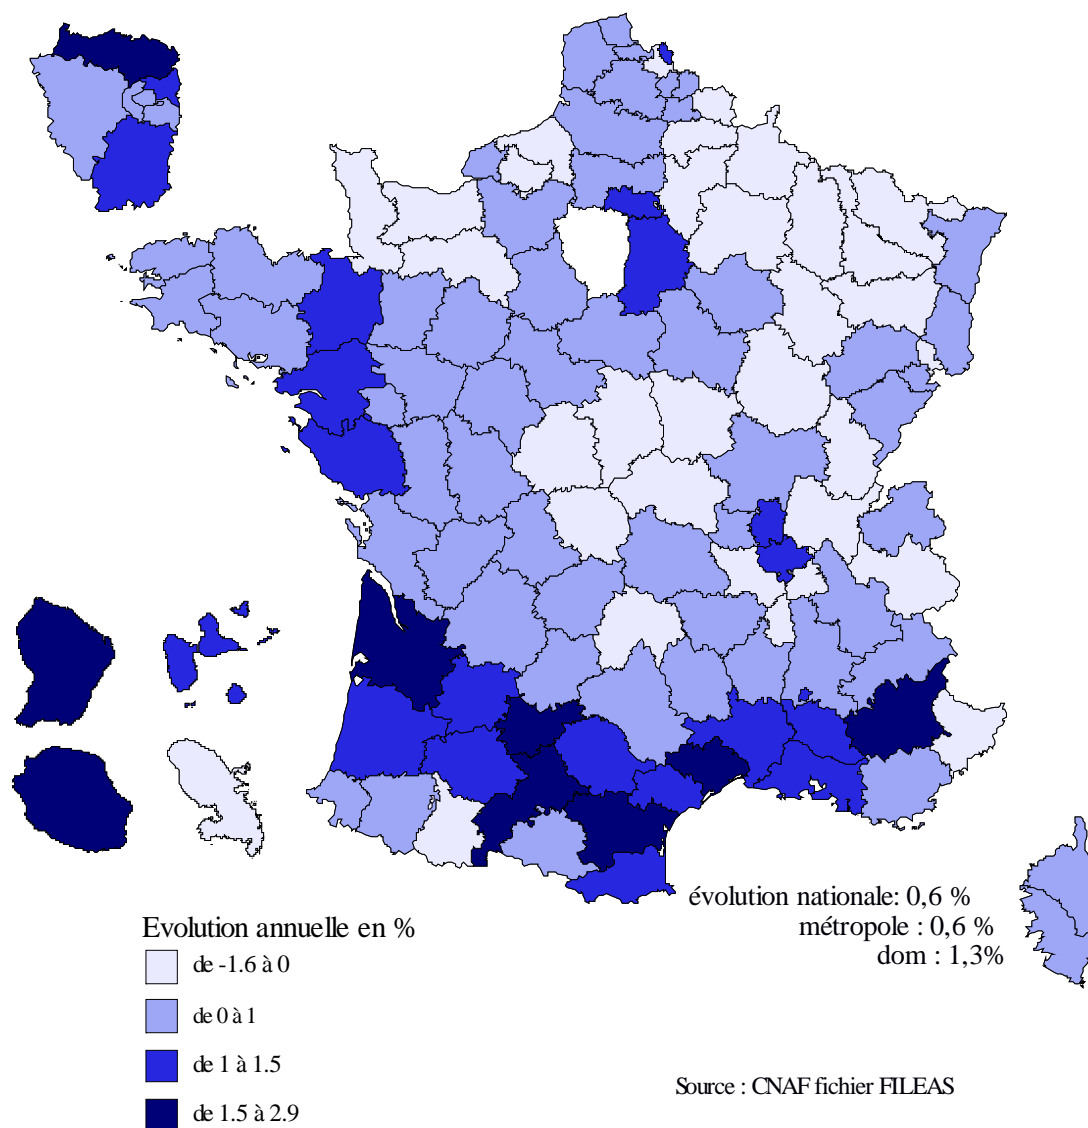 évolution nationale: 0,6 %
métropole : 0,6 %
dom : 1,3%
Evolution annuelle en %
de -1.6 à 0
de 0 à 1
de 1 à 1.5
de 1.5 à 2.9
Source : CNAF fichier FILEAS